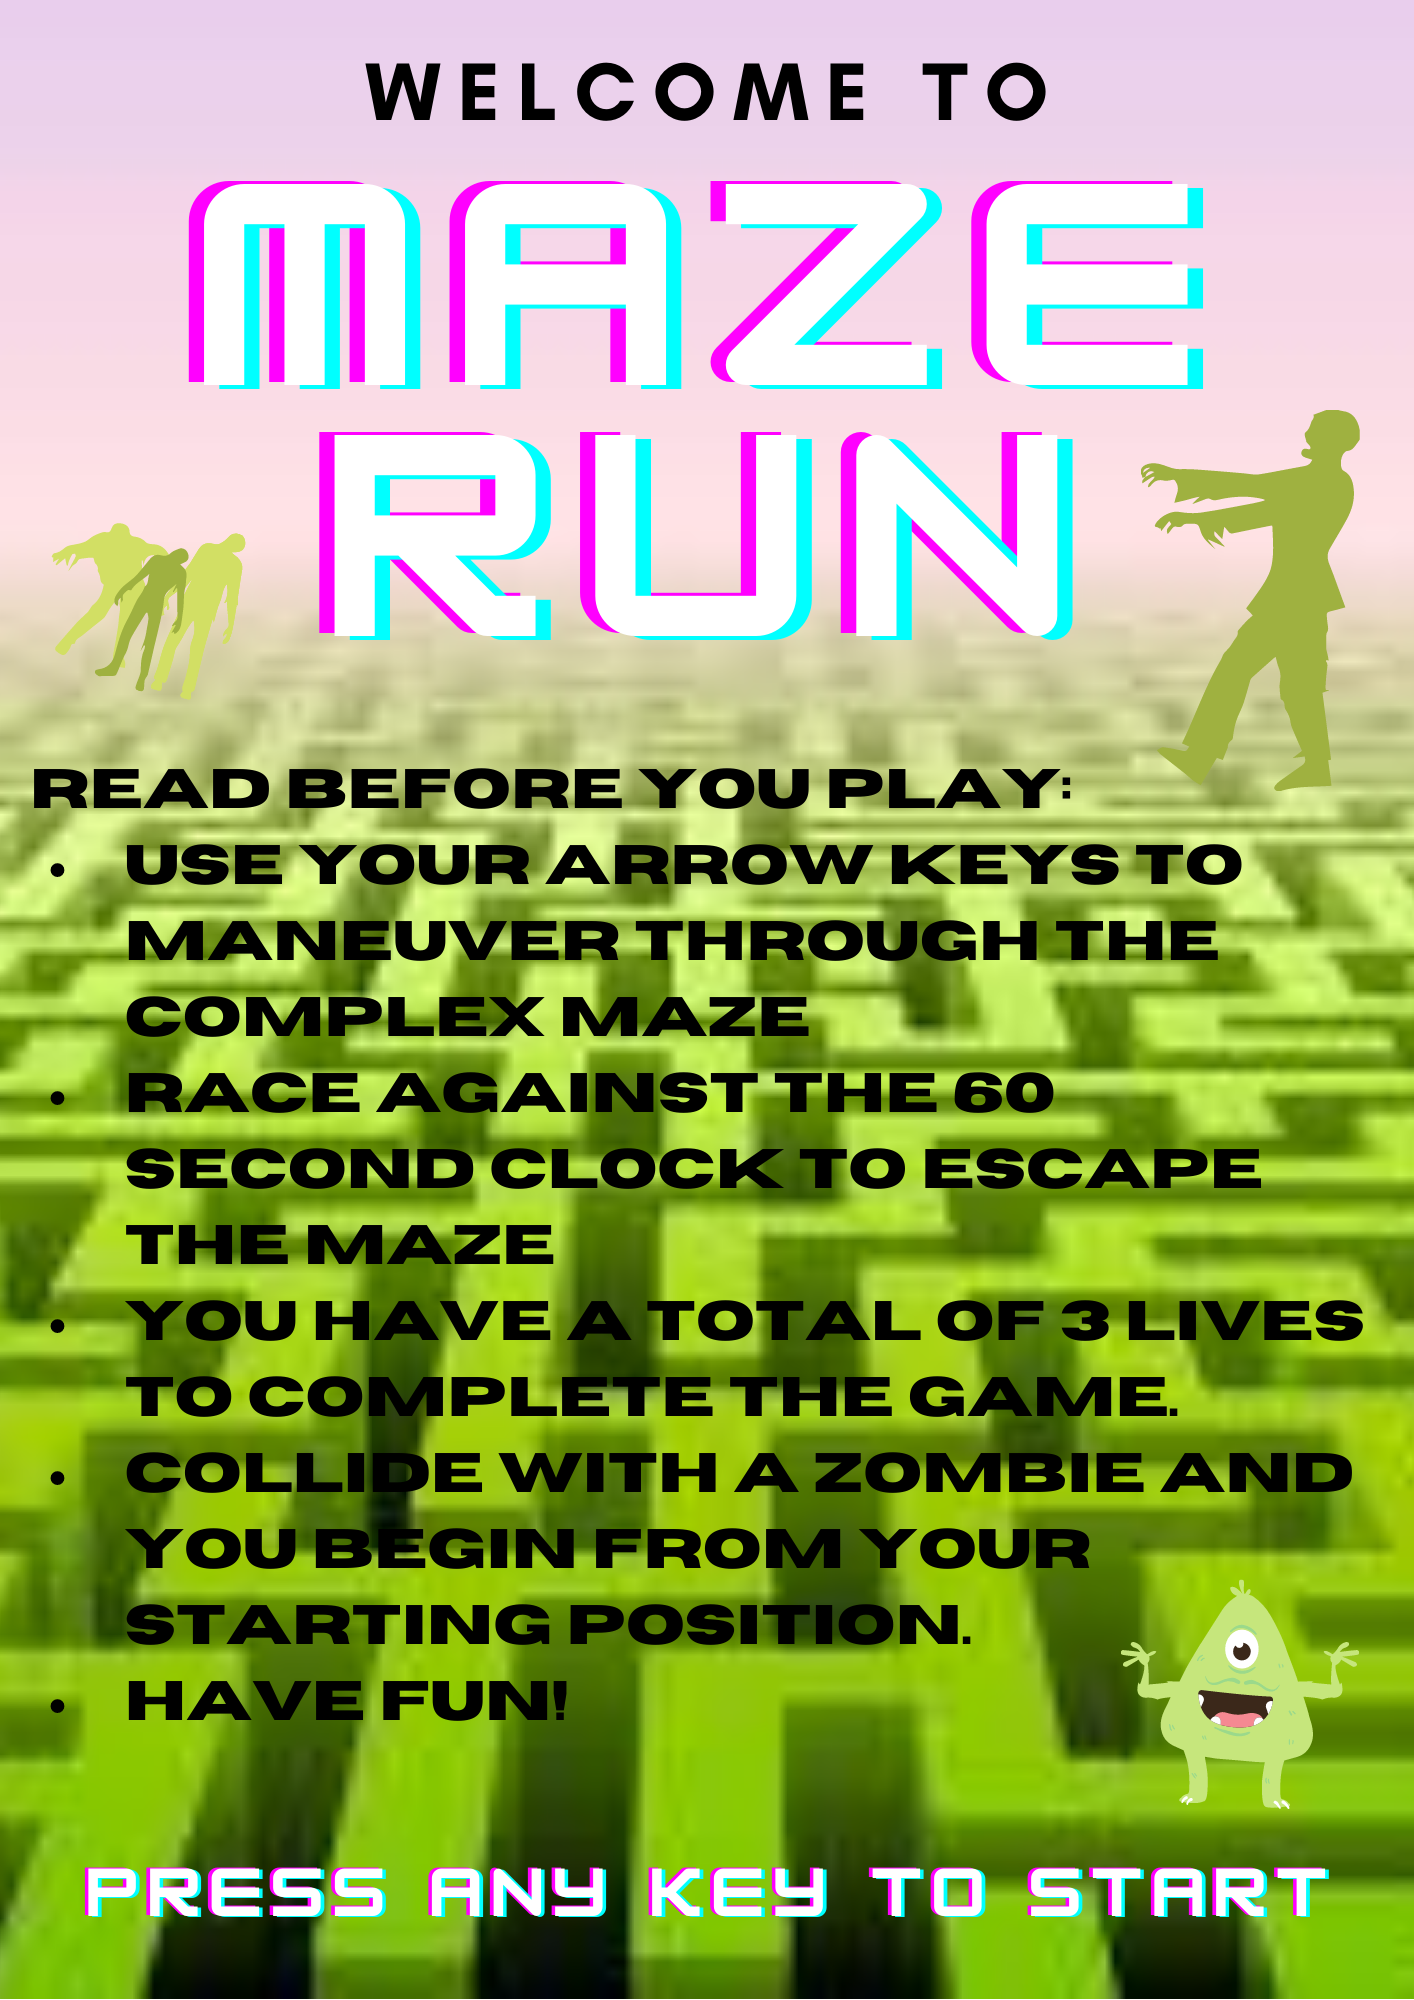 WELCOME TO
MAZE
RUN
READ BEFORE YOU PLAY:
• USE YOUR ARROW KEYS TO
MANEUVER THROUGH THE
COMPLEX MAZE
• RACE AGAINST THE 60
SECOND CLOCK TO ESCAPE
THE MAZE
• YOU HAVE A TOTAL OF 3 LIVES
TO COMPLETE THE GAME.
• COLLIDE WITH A ZOMBIE AND
YOU BEGIN FROM YOUR
STARTING POSITION.
• HAVE FUN!
PRESS ANY KEY TO START